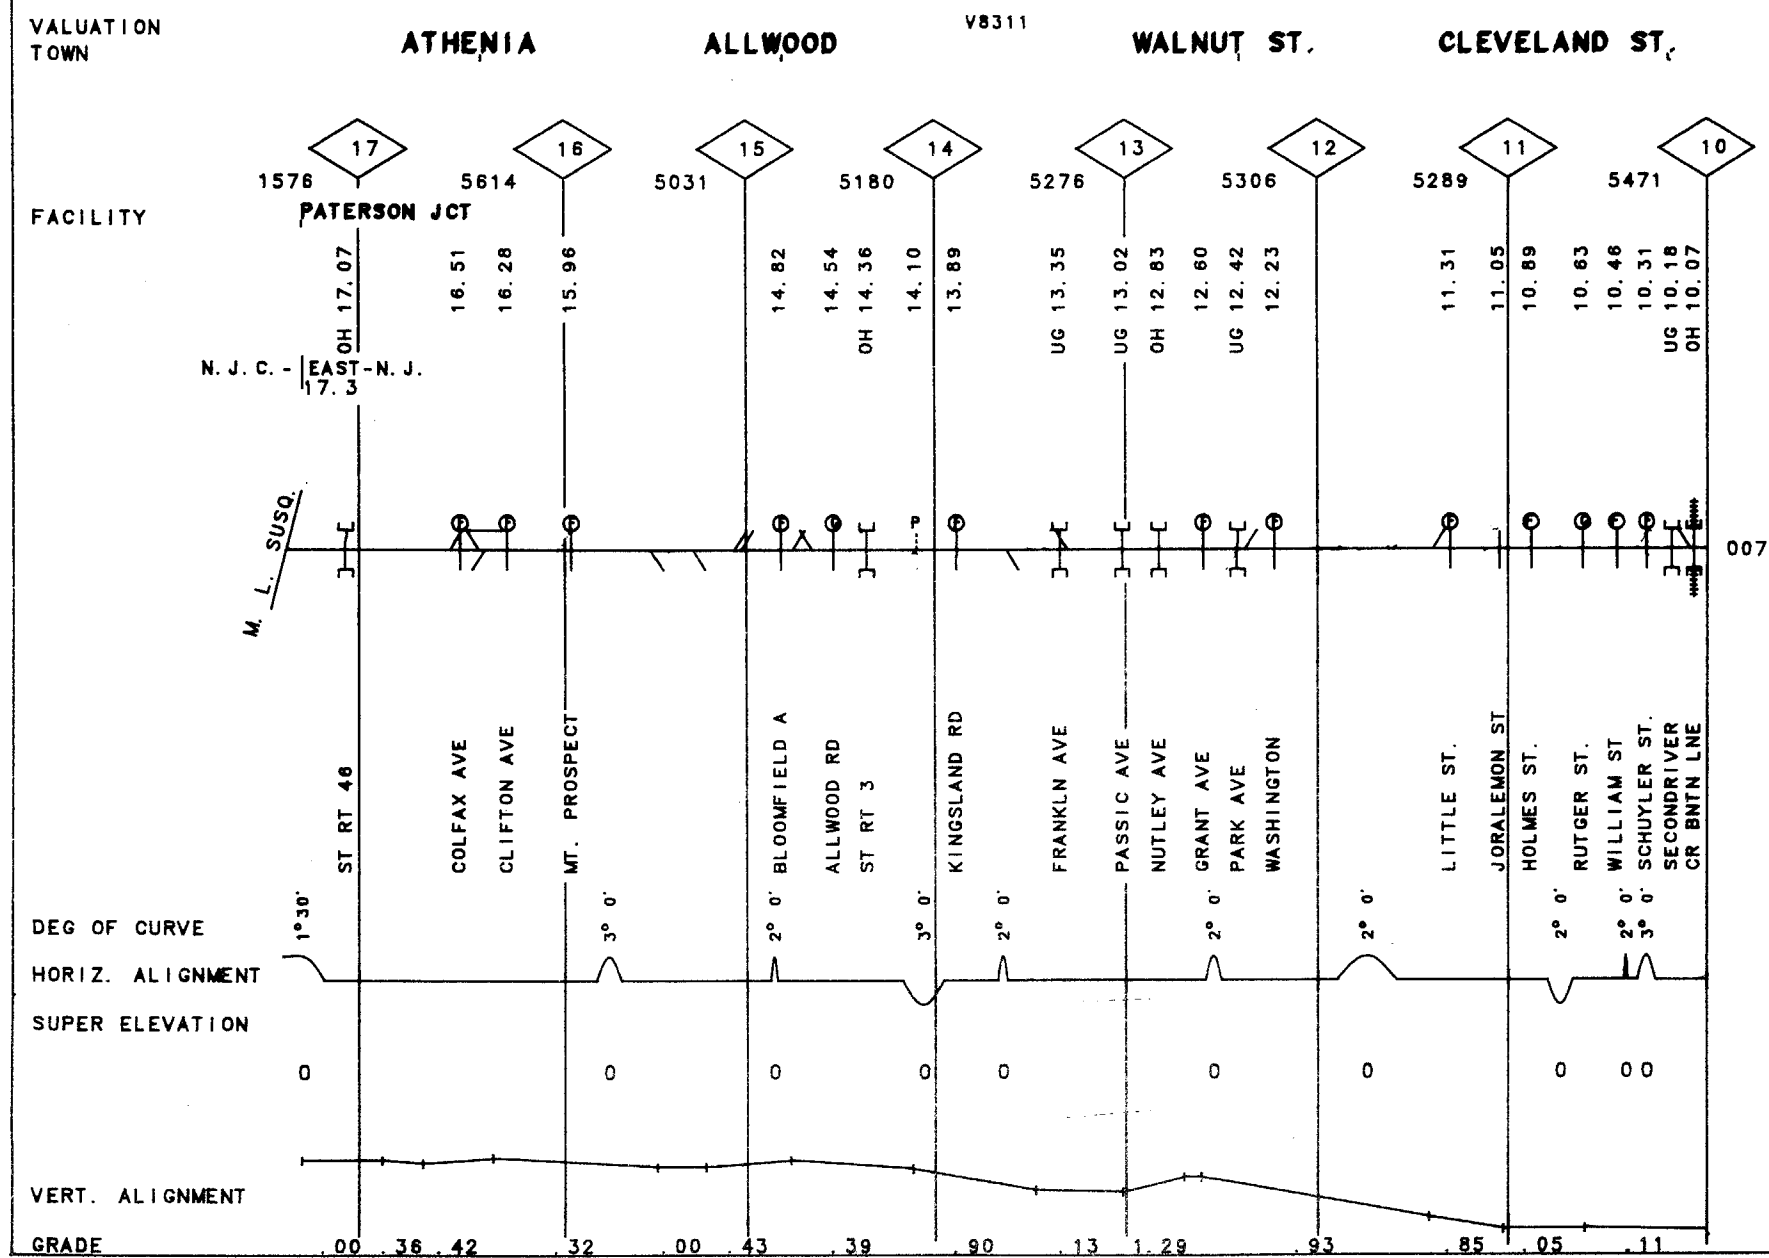 V8311
VALUATION
TOWN
ATHENIA ALLWOOD WALNUT ST. CLEVELAND ST.
17 16 15 14 13 12 11 10
1576 5614 5031 5180 5276 5306 5289 5471
FACILITY
PATERSON JCT
OH 17.07
16.51
16.28
15.96
14.82
14.54
OH 14.36
14.10
13.89
UG 13.35
UG 13.02
OH 12.83
12.60
UG 12.42
12.23
11.31
11.05
10.89
10.63
10.46
10.31
UG 10.18
OH 10.07
N.J.C.- EAST-N.J.
17.3
M. L. SUSQ.
P P P P G P P P P P P G P P
007
ST RT 46
COLFAX AVE
CLIFTON AVE
MT. PROSPECT
BLOOMFIELD A
ALLWOOD RD
ST RT 3
KINGSLAND RD
FRANKLN AVE
PASSIC AVE
NUTLEY AVE
GRANT AVE
PARK AVE
WASHINGTON
LITTLE ST.
JORALEMON ST
HOLMES ST.
RUTGER ST.
WILLIAM ST
SCHUYLER ST.
SECONDRIVER
CR BNTN LNE
DEG OF CURVE
1° 30' 3° 0' 2° 0' 3° 0' 2° 0' 2° 0' 2° 0' 2° 0' 2° 0' 3° 0'
HORIZ. ALIGNMENT
SUPER ELEVATION
0 0 0 0 0 0 0 0 0 0
VERT. ALIGNMENT
GRADE .00 .36 .42 .32 .00 .43 .39 .90 .13 1.29 .93 .85 .05 .11